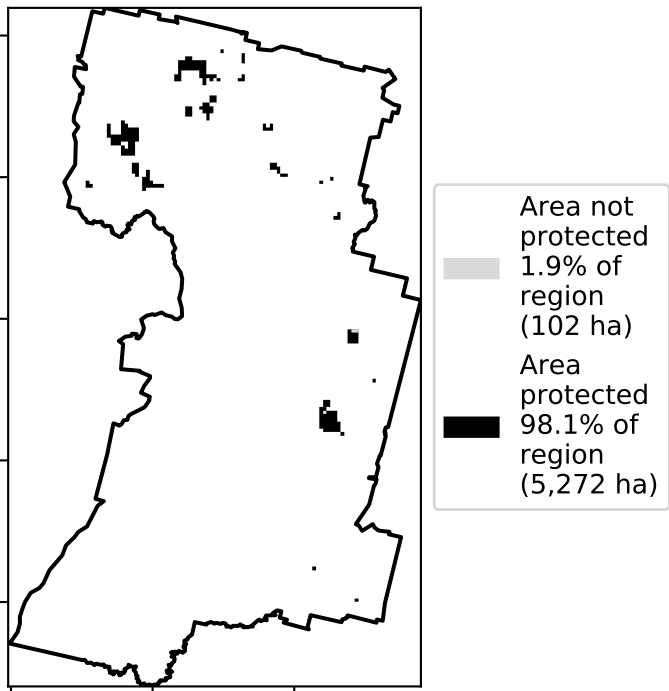 Area not
protected
1.9% of
region
(102 ha)
Area
protected
98.1% of
region
(5,272 ha)